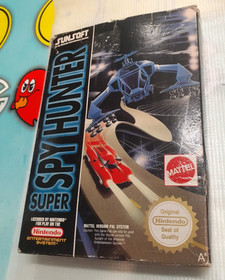 SUNSOFT
SUPER
SPY HUNTER
MATTEL
LICENSED BY NINTENDO
FOR PLAY ON THE
Nintendo
ENTERTAINMENT
SYSTEM
MATTEL VERSION PAL SYSTEM
Original
Nintendo
Seal of
Quality
A